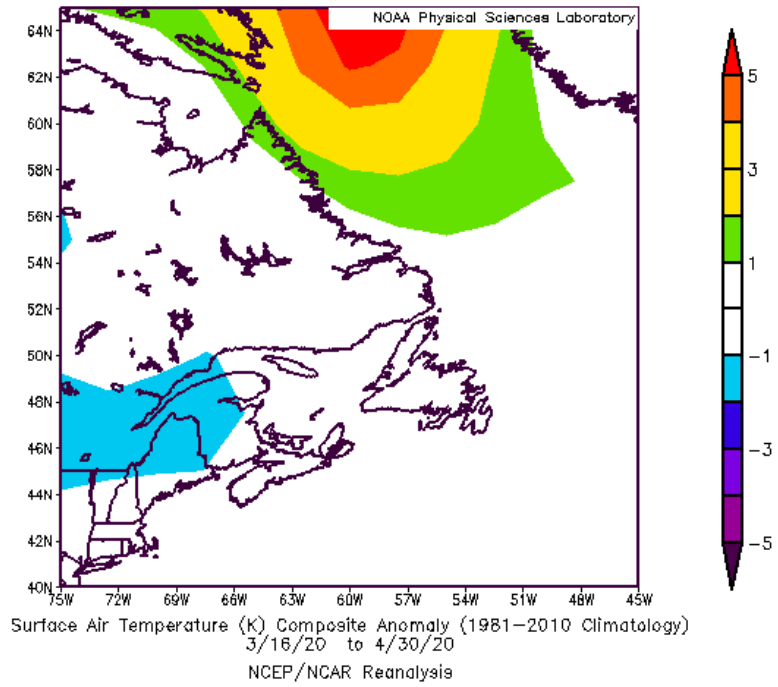 NOAA Physical Sciences Laboratory
64N
62N
60N
58N
56N
54N
52N
50N
48N
46N
44N
42N
40N
75W 72W 69W 66W 63W 60W 57W 54W 51W 48W 45W
5
3
1
-1
-3
-5
Surface Air Temperature (K) Composite Anomaly (1981-2010 Climatology)
3/16/20 to 4/30/20
NCEP/NCAR Reanalysis